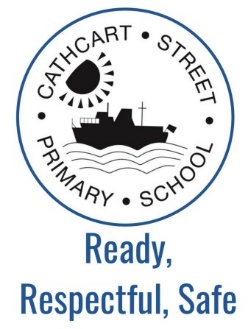 CATHCART • STREET
• PRIMARY • SCHOOL •
Ready,
Respectful, Safe